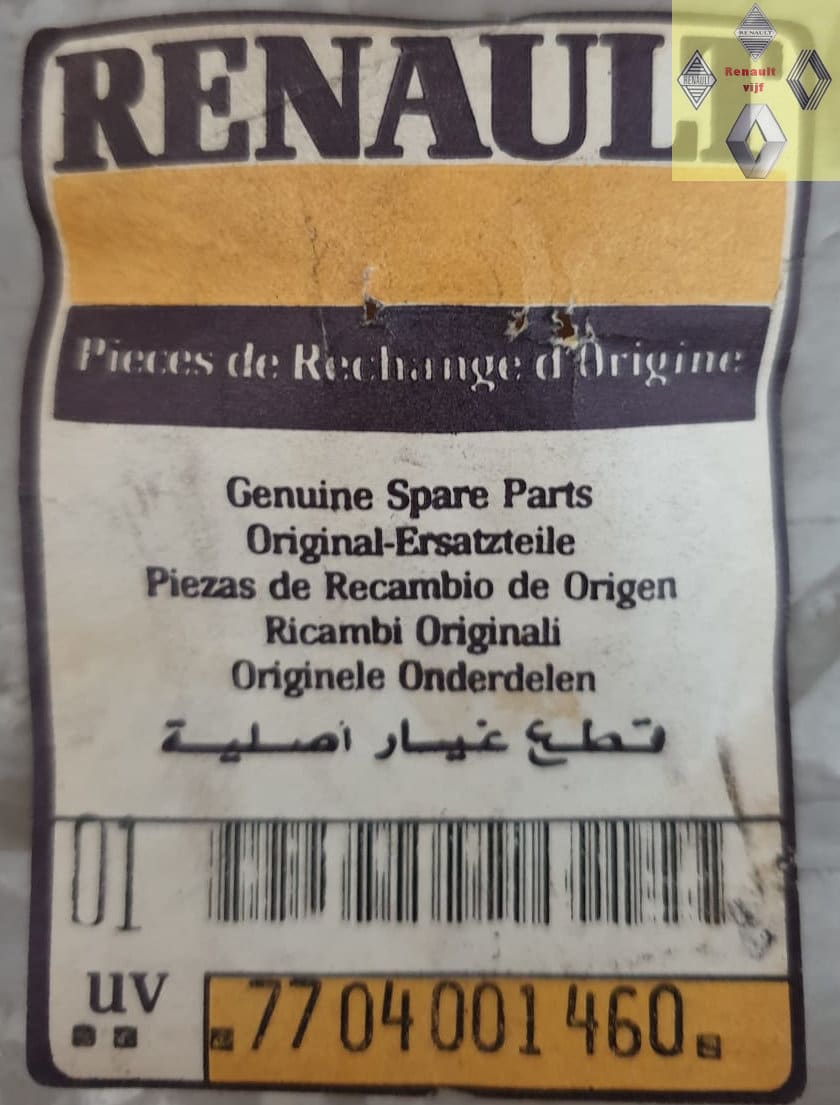 RENAULT
RENAULT
RENAULT
Renault
vijf
Pieces de Rechange d'Origine
Genuine Spare Parts
Original-Ersatzteile
Piezas de Recambio de Origen
Ricambi Originali
Originele Onderdelen
قطع غيار أصلية
01
uv
7704001460